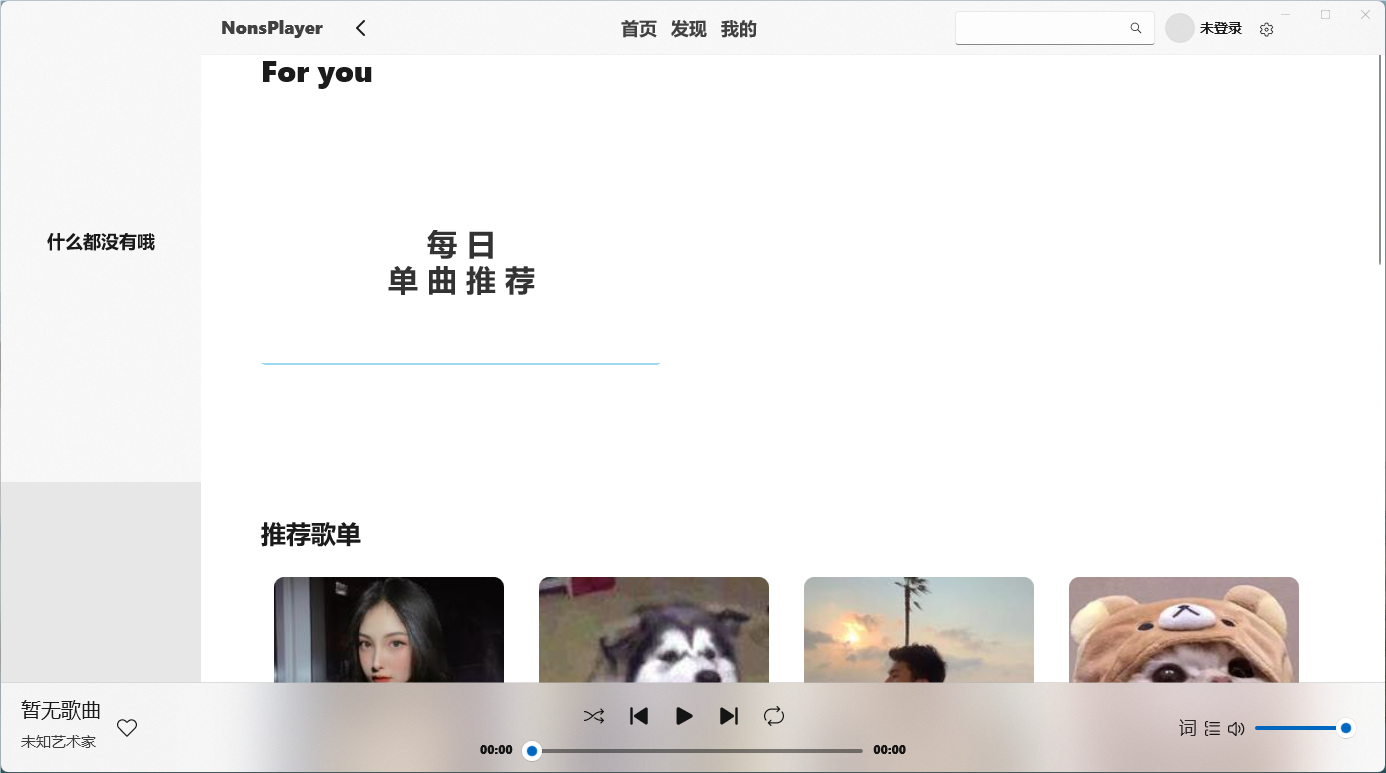 NonsPlayer
首页 发现 我的
未登录
For you
什么都没有哦
每日
单曲推荐
推荐歌单
暂无歌曲
未知艺术家
00:00
00:00
词